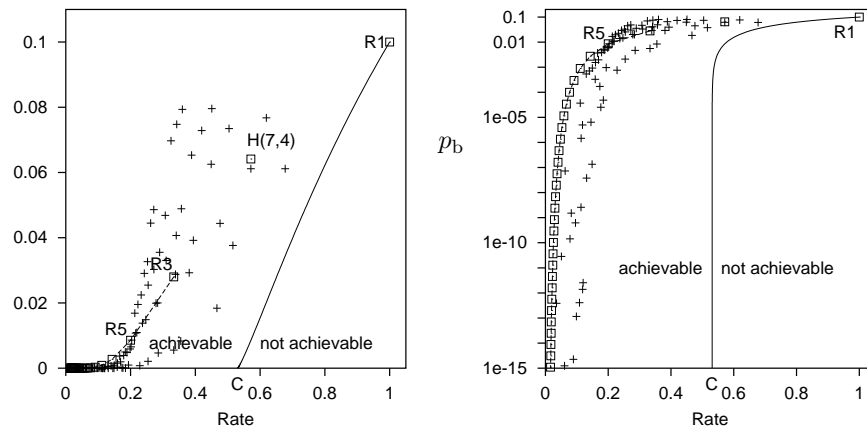 0.1
0.08
0.06
0.04
0.02
0
R1
H(7,4)
R3
R5
achievable
not achievable
0 0.2 0.4 C 0.6 0.8 1
Rate
p_b
0.1
0.01
1e-05
1e-10
1e-15
R5
R1
achievable
not achievable
0 0.2 0.4 C 0.6 0.8 1
Rate